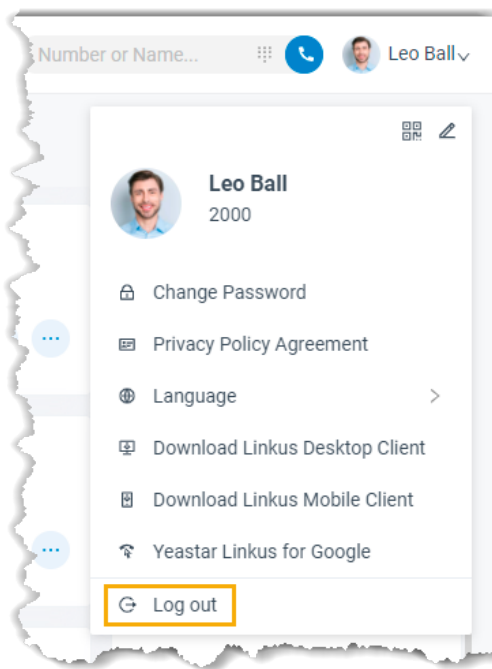 Number or Name...
Leo Ball
Leo Ball
2000
Change Password
Privacy Policy Agreement
Language
Download Linkus Desktop Client
Download Linkus Mobile Client
Yeastar Linkus for Google
Log out